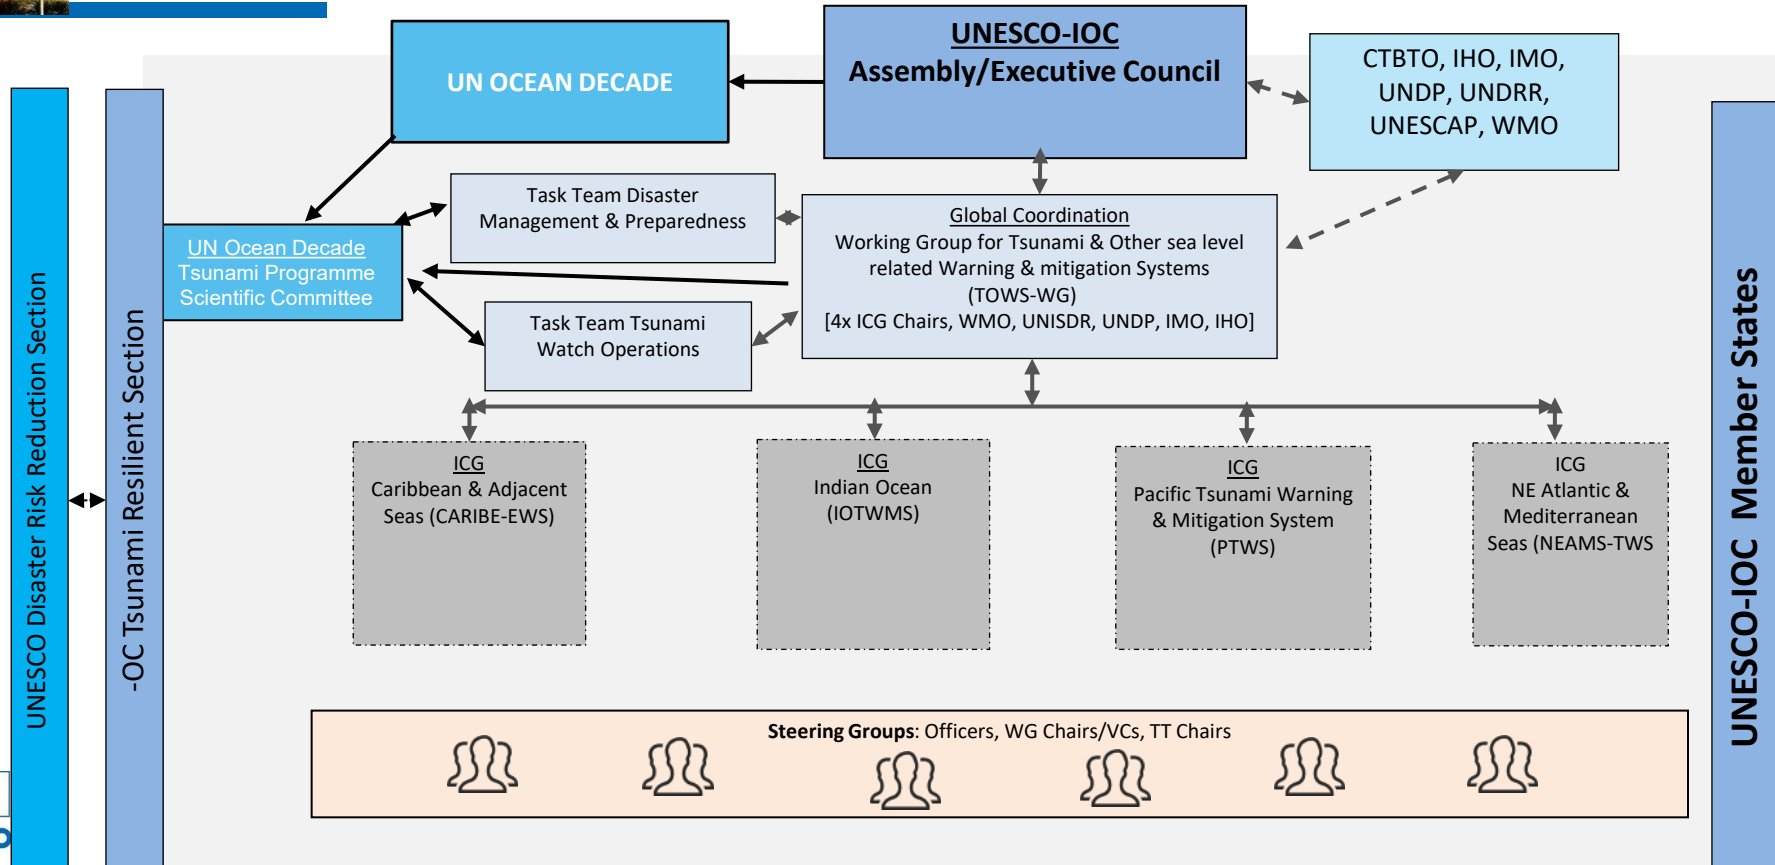 UNESCO-IOC
Assembly/Executive Council
UN OCEAN DECADE
CTBTO, IHO, IMO,
UNDP, UNDRR,
UNESCAP, WMO
Task Team Disaster
Management & Preparedness
Global Coordination
Working Group for Tsunami & Other sea level
related Warning & mitigation Systems
(TOWS-WG)
[4x ICG Chairs, WMO, UNISDR, UNDP, IMO, IHO]
UN Ocean Decade
Tsunami Programme
Scientific Committee
Task Team Tsunami
Watch Operations
UNESCO Disaster Risk Reduction Section
-OC Tsunami Resilient Section
UNESCO-IOC Member States
ICG
Caribbean & Adjacent
Seas (CARIBE-EWS)
ICG
Indian Ocean
(IOTWMS)
ICG
Pacific Tsunami Warning
& Mitigation System
(PTWS)
ICG
NE Atlantic &
Mediterranean
Seas (NEAMS-TWS
Steering Groups: Officers, WG Chairs/VCs, TT Chairs